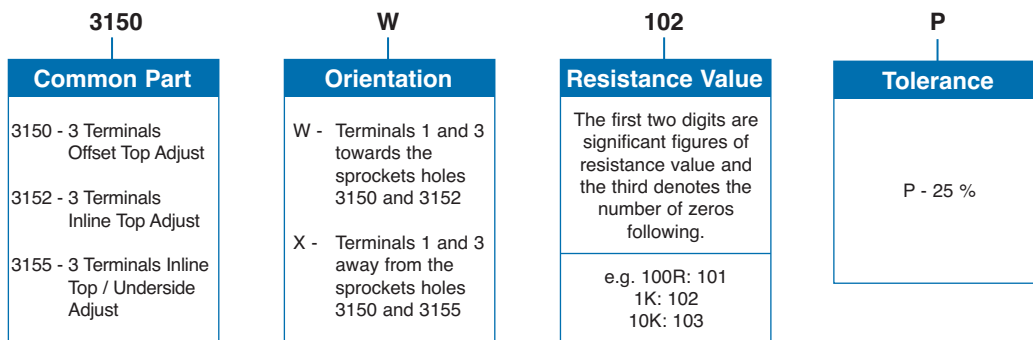 3150
W
102
P
Common Part
3150 - 3 Terminals
Offset Top Adjust
3152 - 3 Terminals
Inline Top Adjust
3155 - 3 Terminals Inline
Top / Underside
Adjust
Orientation
W - Terminals 1 and 3
towards the
sprockets holes
3150 and 3152
X - Terminals 1 and 3
away from the
sprockets holes
3150 and 3155
Resistance Value
The first two digits are
significant figures of
resistance value and
the third denotes the
number of zeros
following.
e.g. 100R: 101
1K: 102
10K: 103
Tolerance
P - 25 %